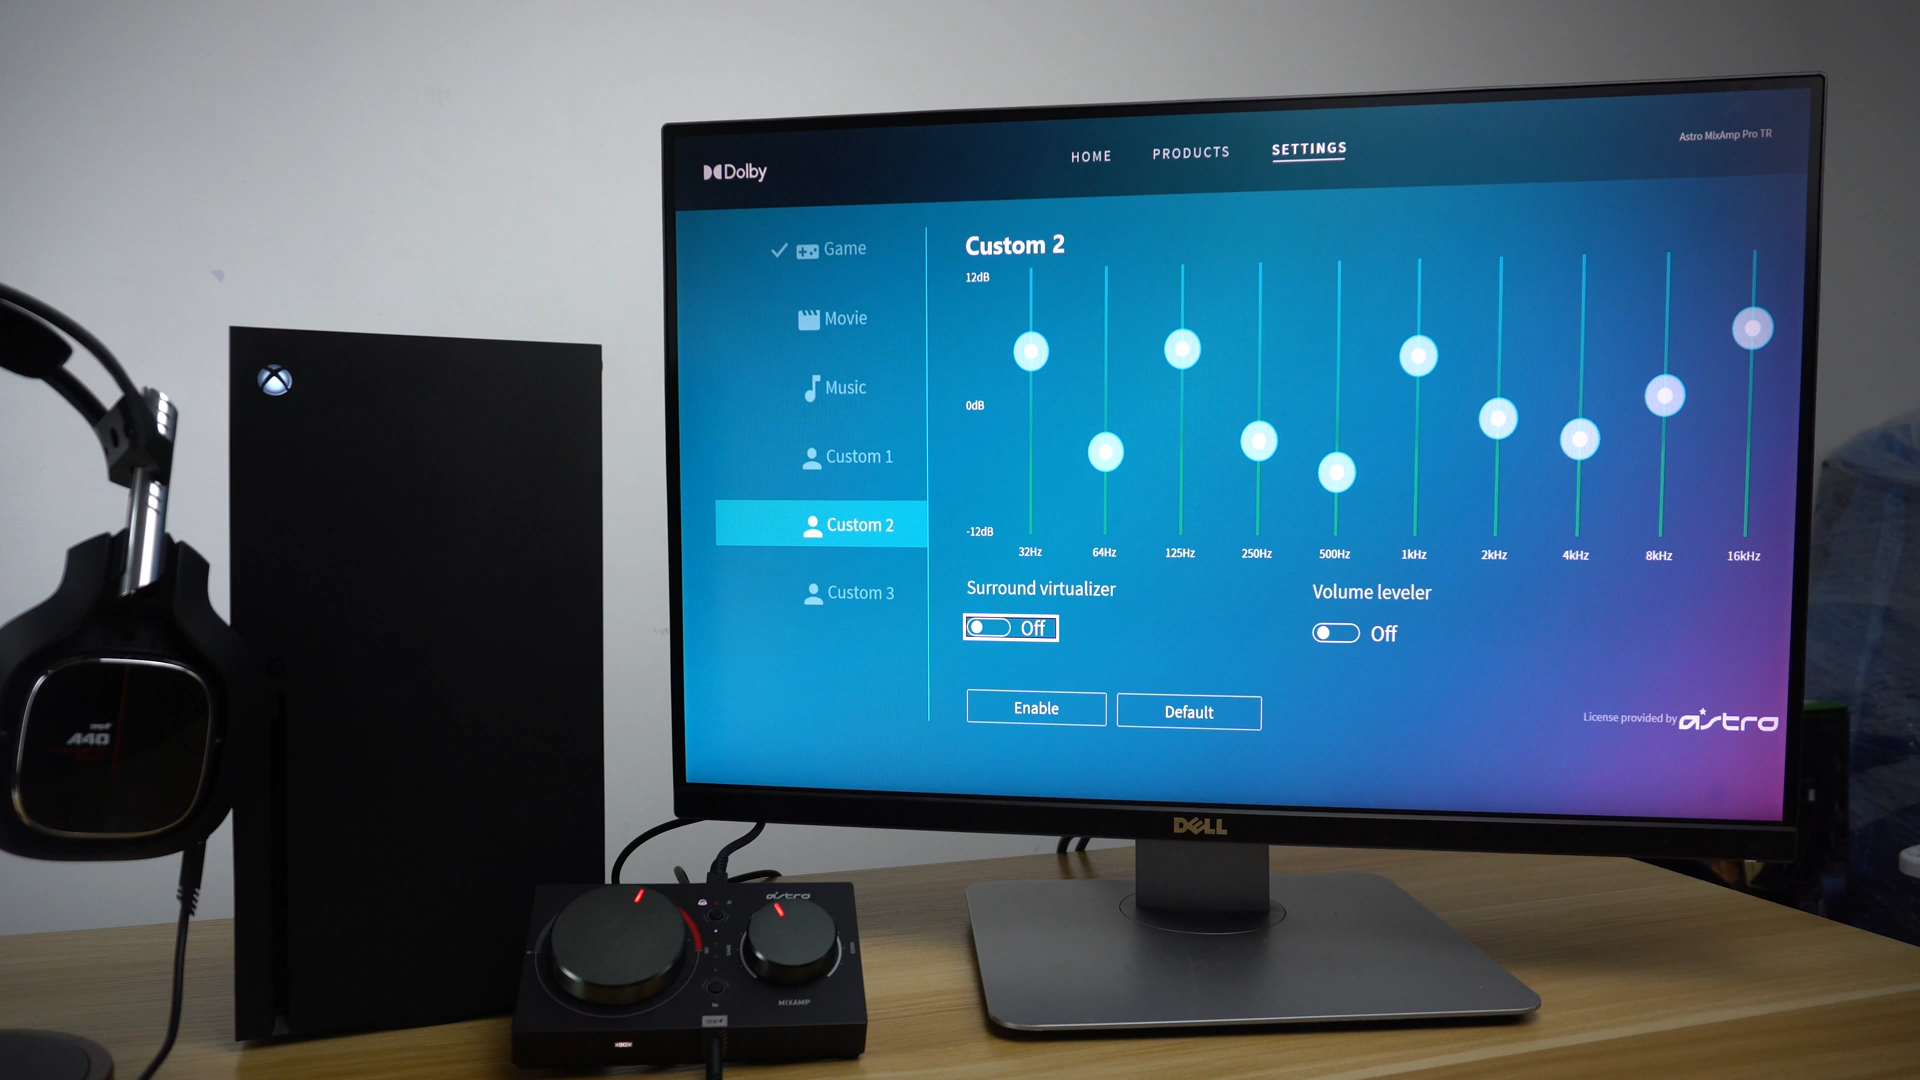 Dolby
HOME
PRODUCTS
SETTINGS
Astro MixAmp Pro TR
Game
Movie
Music
Custom 1
Custom 2
Custom 3
Custom 2
12dB
0dB
-12dB
32Hz
64Hz
125Hz
250Hz
500Hz
1kHz
2kHz
4kHz
8kHz
16kHz
Surround virtualizer
Off
Volume leveler
Off
Enable
Default
License provided by astro
DELL
A40
astro
MIXAMP
XBOX